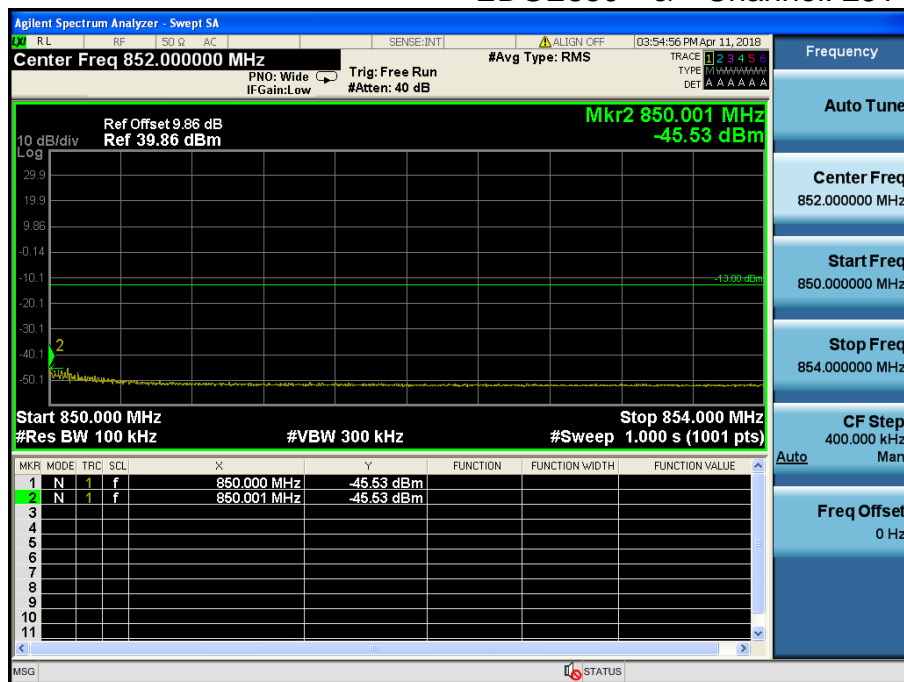 Agilent Spectrum Analyzer - Swept SA
LXI RL RF 50 Ω AC SENSE:INT ALIGN OFF 03:54:56 PM Apr 11, 2018
Center Freq 852.000000 MHz #Avg Type: RMS TRACE 1 2 3 4 5 6
PNO: Wide Trig: Free Run TYPE M WWWWW
IFGain:Low #Atten: 40 dB DET A A A A A A
Frequency
Auto Tune
Center Freq
852.000000 MHz
Start Freq
850.000000 MHz
Stop Freq
854.000000 MHz
CF Step
400.000 kHz
Auto Man
Freq Offset
0 Hz
Mkr2 850.001 MHz
-45.53 dBm
Ref Offset 9.86 dB
10 dB/div Ref 39.86 dBm
Log
29.9
19.9
9.86
-0.14
-10.1
-13.00 dBm
-20.1
-30.1
-40.1
2
-50.1
Start 850.000 MHz Stop 854.000 MHz
#Res BW 100 kHz #VBW 300 kHz #Sweep 1.000 s (1001 pts)
MKR MODE TRC SCL X Y FUNCTION FUNCTION WIDTH FUNCTION VALUE
1 N 1 f 850.000 MHz -45.53 dBm
2 N 1 f 850.001 MHz -45.53 dBm
3
4
5
6
7
8
9
10
11
MSG STATUS